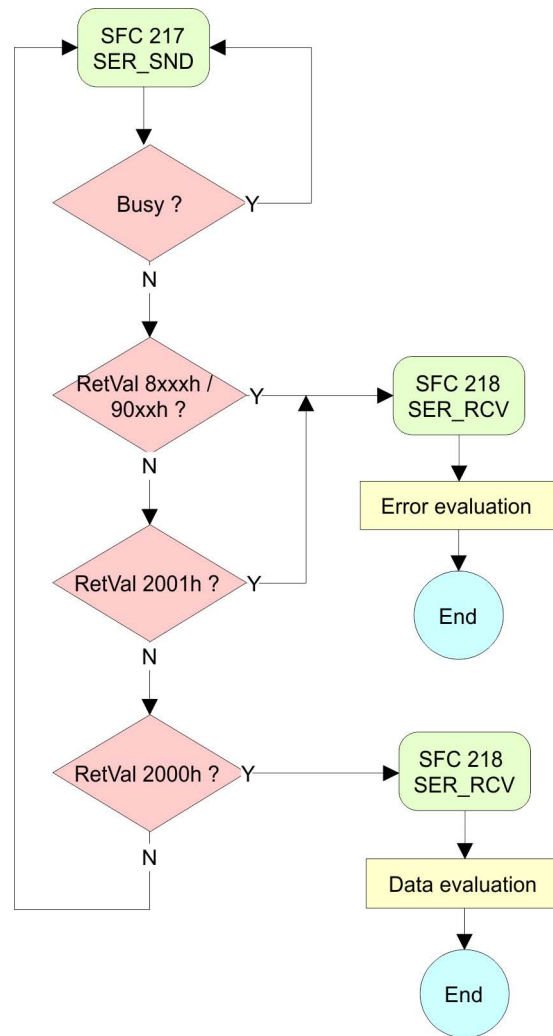 SFC 217
SER_SND
Busy ?
Y
N
RetVal 8xxxh /
90xxh ?
Y
SFC 218
SER_RCV
N
Error evaluation
RetVal 2001h ?
Y
End
N
RetVal 2000h ?
Y
SFC 218
SER_RCV
N
Data evaluation
End